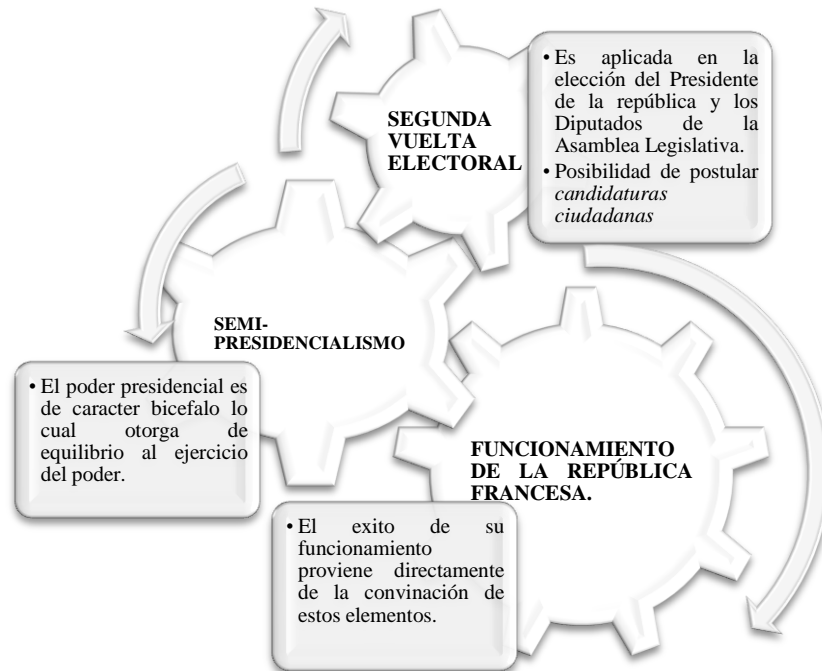 SEGUNDA
VUELTA
ELECTORAL
• Es aplicada en la
elección del Presidente
de la república y los
Diputados de la
Asamblea Legislativa.
• Posibilidad de postular
candidaturas
ciudadanas
SEMI-
PRESIDENCIALISMO
• El poder presidencial es
de caracter bicefalo lo
cual otorga de
equilibrio al ejercicio
del poder.
FUNCIONAMIENTO
DE LA REPÚBLICA
FRANCESA.
• El exito de su
funcionamiento
proviene directamente
de la convinación de
estos elementos.